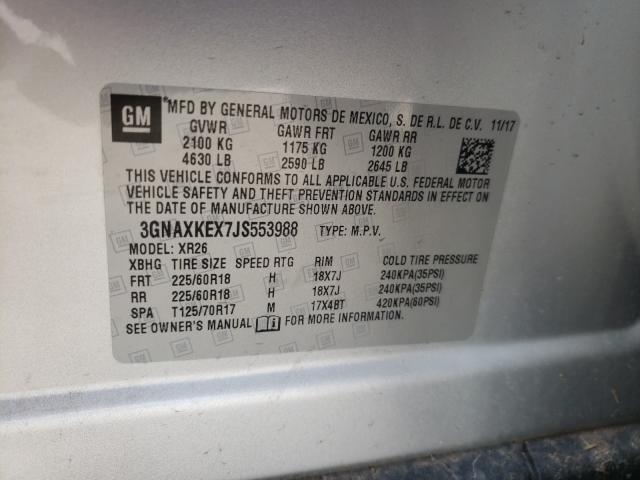 GM
*MFD BY GENERAL MOTORS DE MEXICO, S. DE R.L. DE C.V. 11/17
GVWR GAWR FRT GAWR RR
2100 KG 1175 KG 1200 KG
4630 LB 2590 LB 2645 LB
THIS VEHICLE CONFORMS TO ALL APPLICABLE U.S. FEDERAL MOTOR
VEHICLE SAFETY AND THEFT PREVENTION STANDARDS IN EFFECT ON
THE DATE OF MANUFACTURE SHOWN ABOVE.
3GNAXKEX7JS553988 TYPE: M.P.V.
MODEL: XR26
XBHG TIRE SIZE SPEED RTG RIM COLD TIRE PRESSURE
FRT 225/60R18 H 18X7J 240KPA(35PSI)
RR 225/60R18 H 18X7J 240KPA(35PSI)
SPA T125/70R17 M 17X4BT 420KPA(60PSI)
SEE OWNER'S MANUAL FOR MORE INFORMATION.